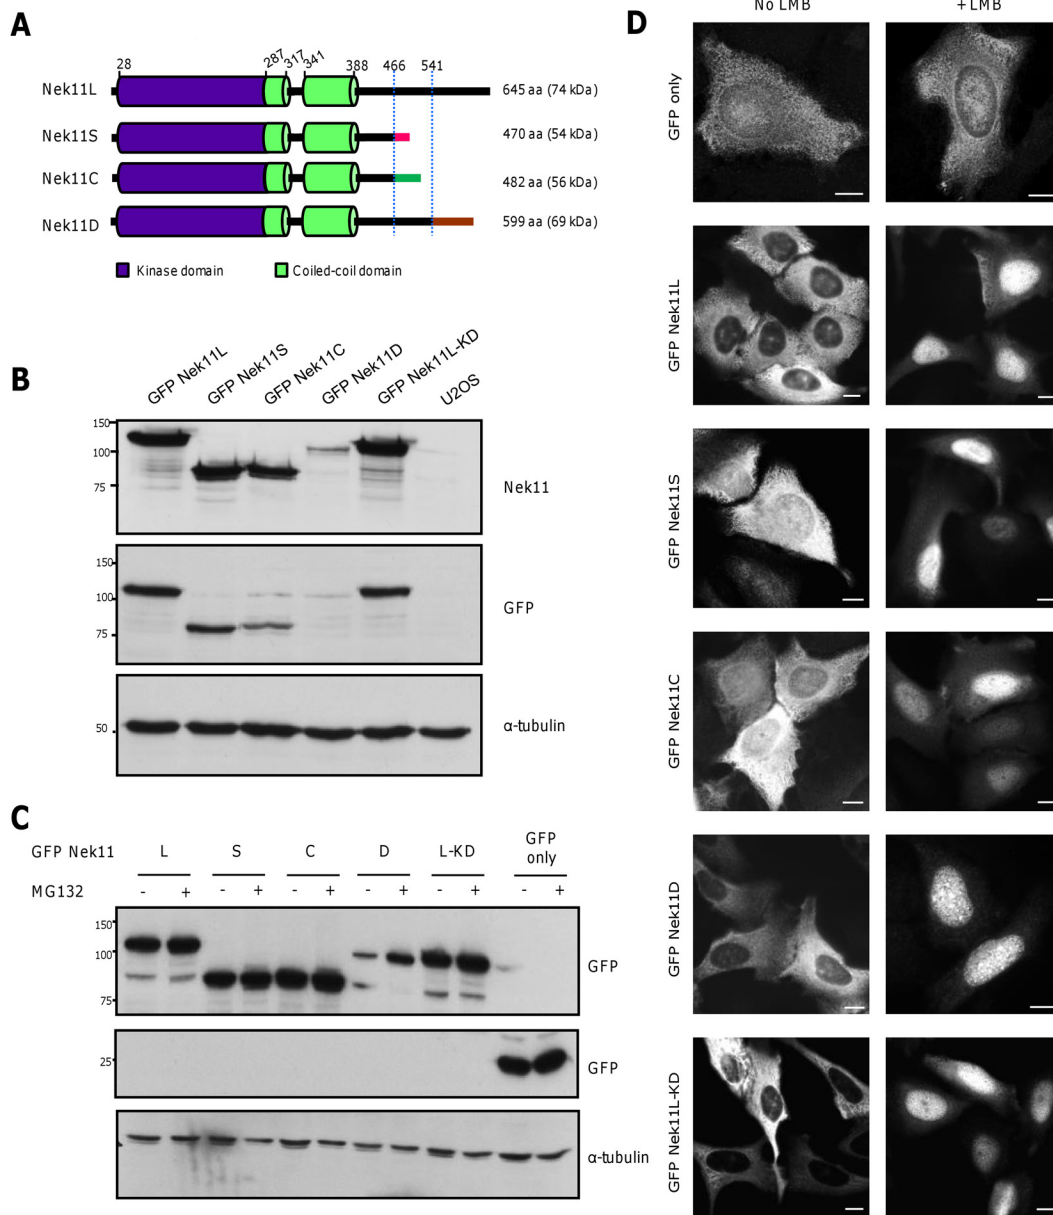 A
28
287
317
341
388
466
541
Nek11L
645 aa (74 kDa)
Nek11S
470 aa (54 kDa)
Nek11C
482 aa (56 kDa)
Nek11D
599 aa (69 kDa)
Kinase domain
Coiled-coil domain
B
GFP Nek11L
GFP Nek11S
GFP Nek11C
GFP Nek11D
GFP Nek11L-KD
U2OS
150
100
75
Nek11
150
100
75
GFP
50
α-tubulin
C
GFP Nek11 L S C D L-KD GFP only
MG132 - + - + - + - + - + - +
150
100
75
GFP
25
GFP
α-tubulin
D
No LMB
+ LMB
GFP only
GFP Nek11L
GFP Nek11S
GFP Nek11C
GFP Nek11D
GFP Nek11L-KD